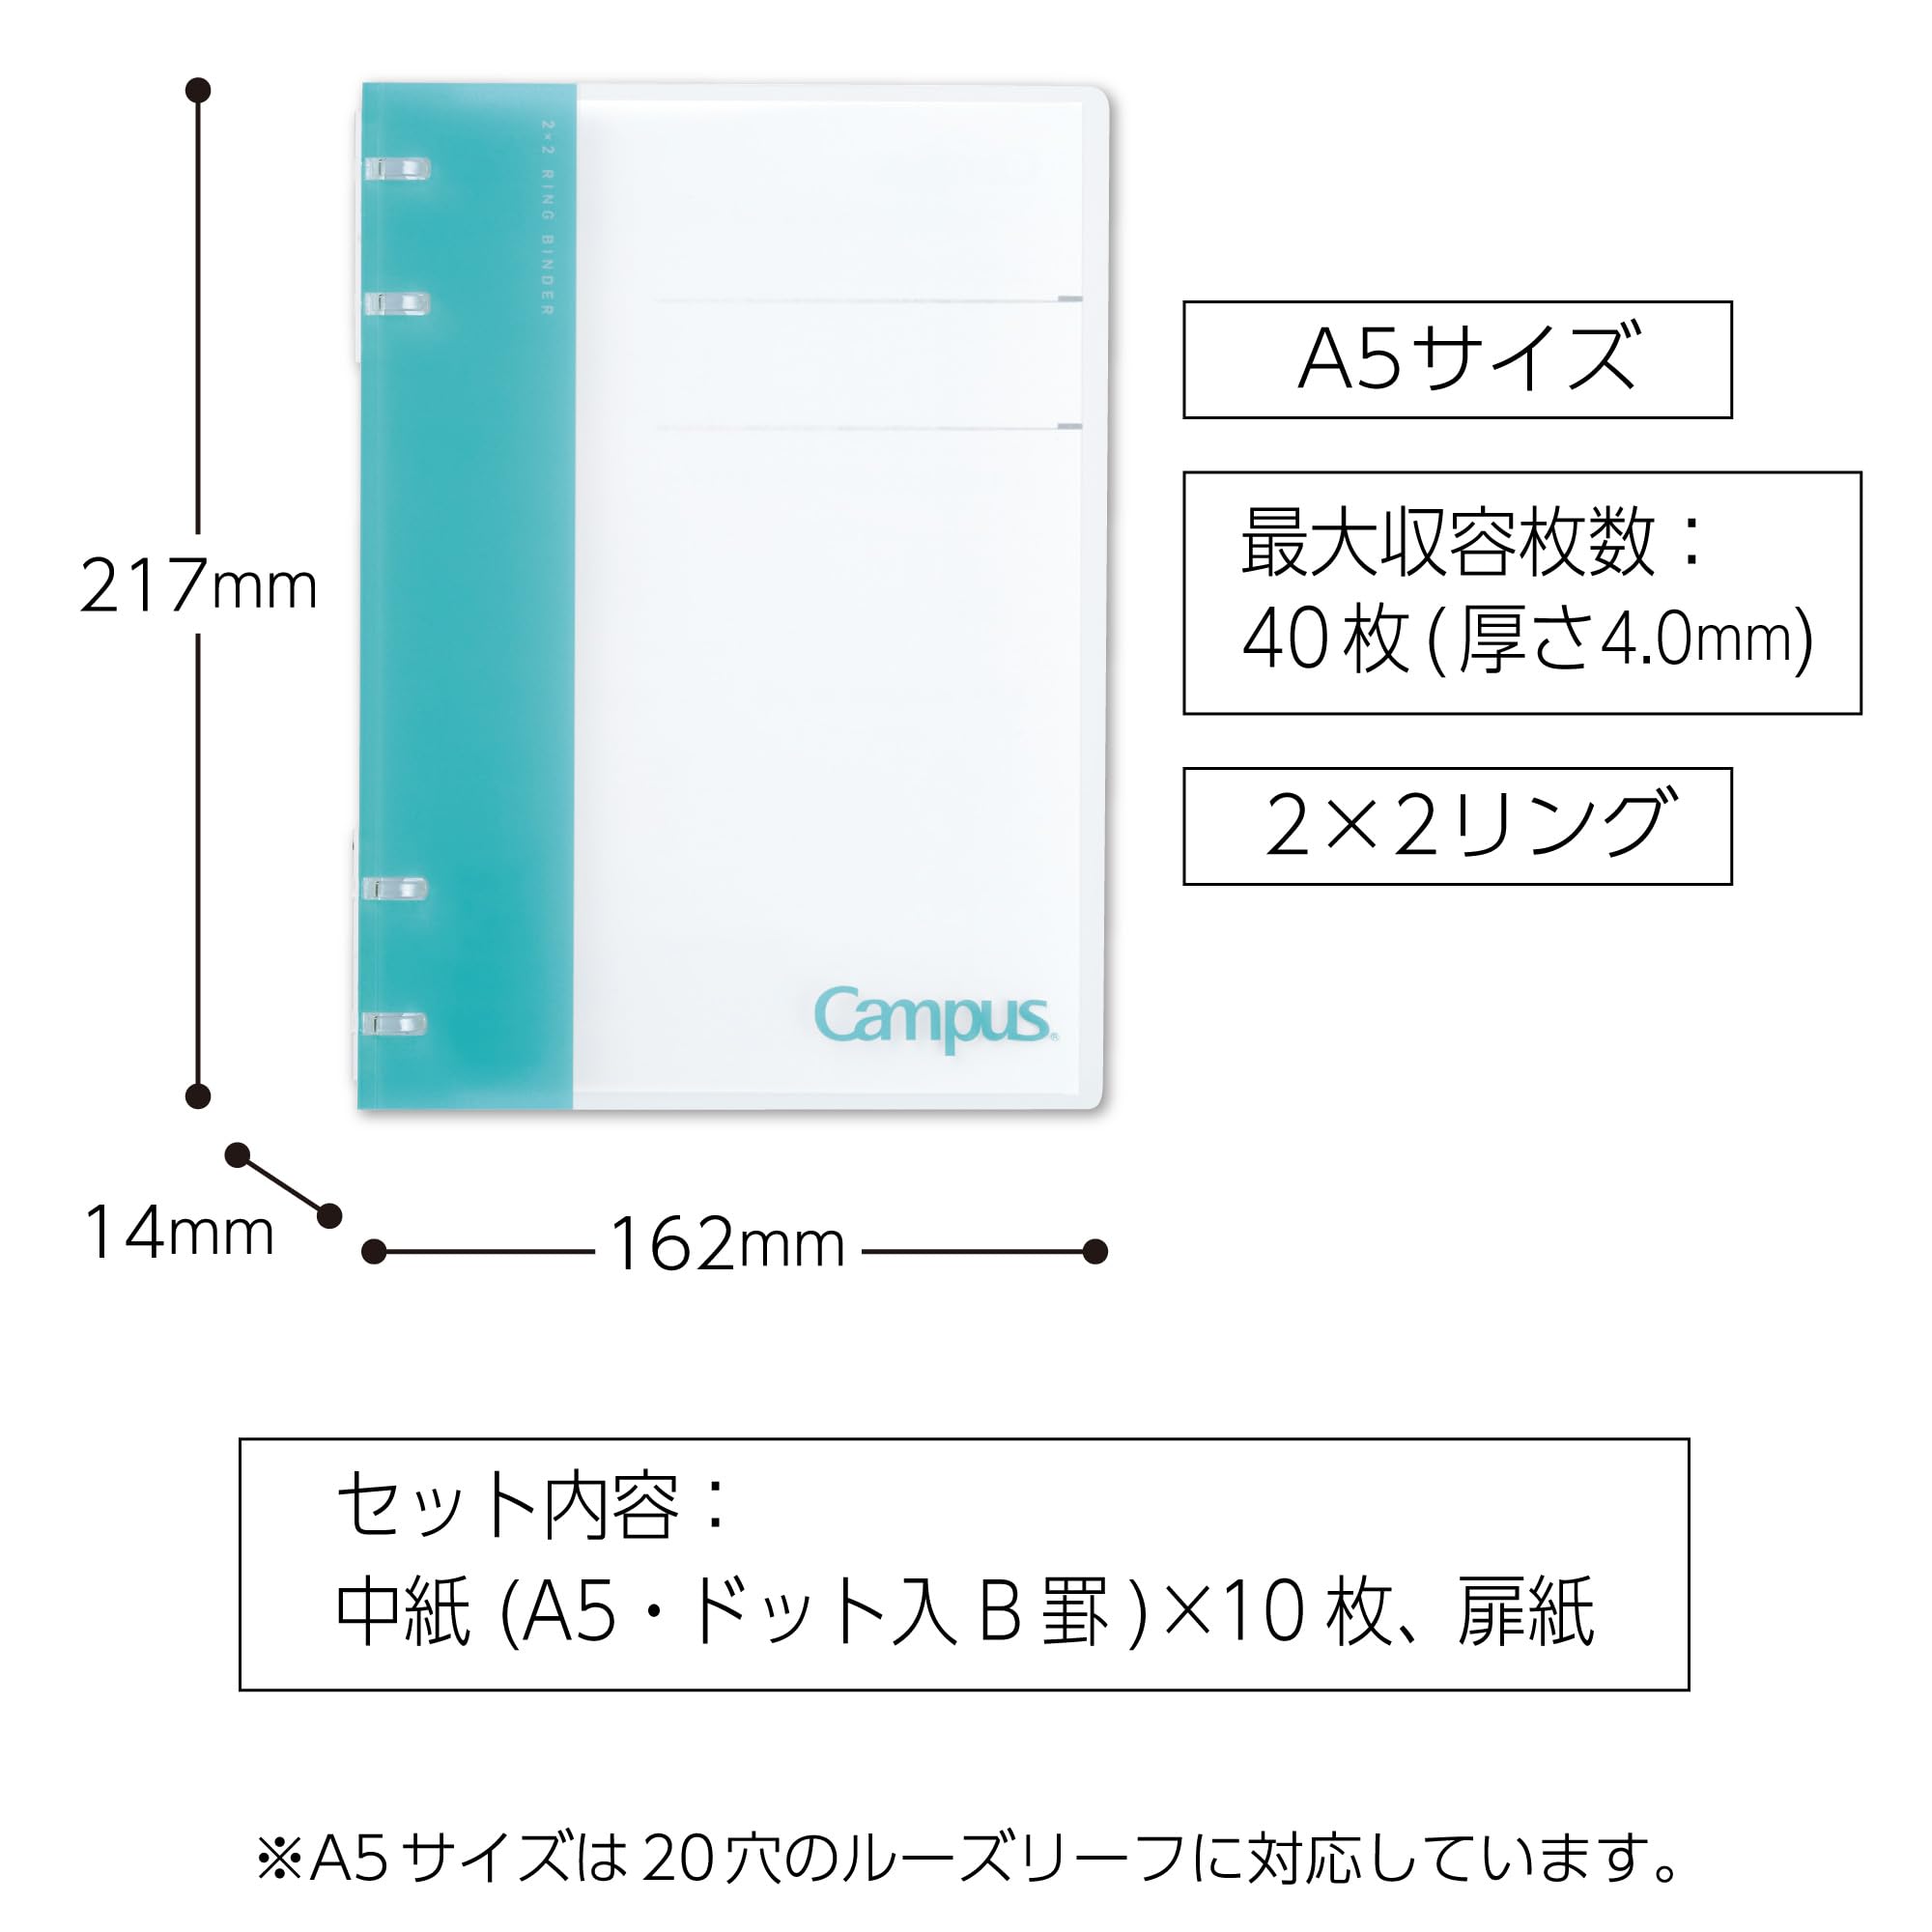 2×2 RING BINDER
Campus®
217mm
14mm
162mm
A5サイズ
最大収容枚数：
40枚(厚さ4.0mm)
2×2リング
セット内容：
中紙(A5・ドット入B罫)×10枚、扉紙
※A5サイズは20穴のルーズリーフに対応しています。